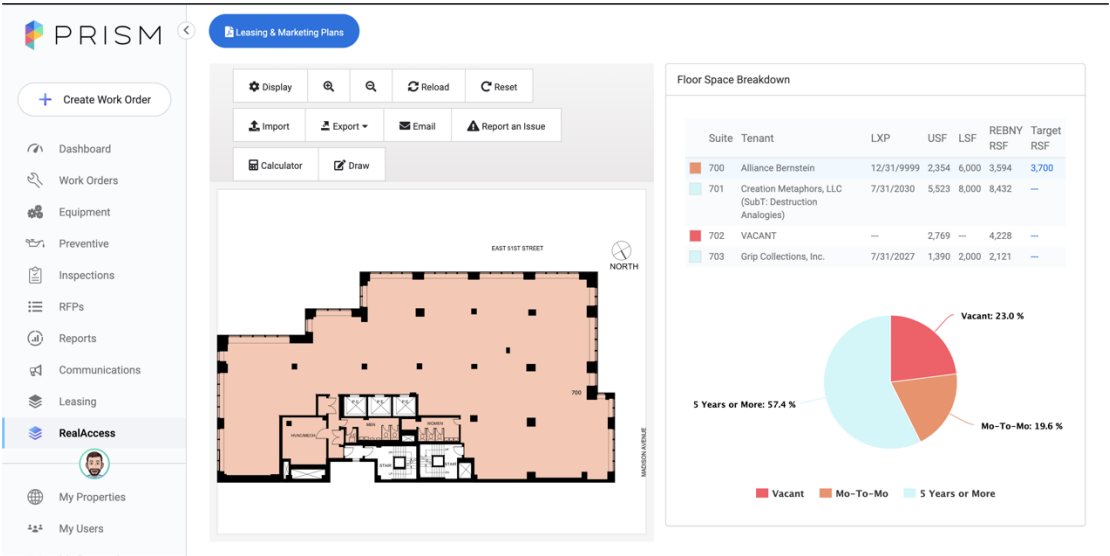 PRISM
Leasing & Marketing Plans
Create Work Order
Dashboard
Work Orders
Equipment
Preventive
Inspections
RFPs
Reports
Communications
Leasing
RealAccess
My Properties
My Users
Display
Reload
Reset
Import
Export
Email
Report an Issue
Calculator
Draw
EAST 51ST STREET
NORTH
700
MEN
WOMEN
HVAC/MECH
STAIR
STAIR
MADISON AVENUE
Floor Space Breakdown
Suite Tenant LXP USF LSF REBNY RSF Target RSF
700 Alliance Bernstein 12/31/9999 2,354 6,000 3,594 3,700
701 Creation Metaphors, LLC 7/31/2030 5,523 8,000 8,432 —
(SubT: Destruction
Analogies)
702 VACANT — 2,769 — 4,228 —
703 Grip Collections, Inc. 7/31/2027 1,390 2,000 2,121 —
Vacant: 23.0 %
5 Years or More: 57.4 %
Mo-To-Mo: 19.6 %
Vacant Mo-To-Mo 5 Years or More